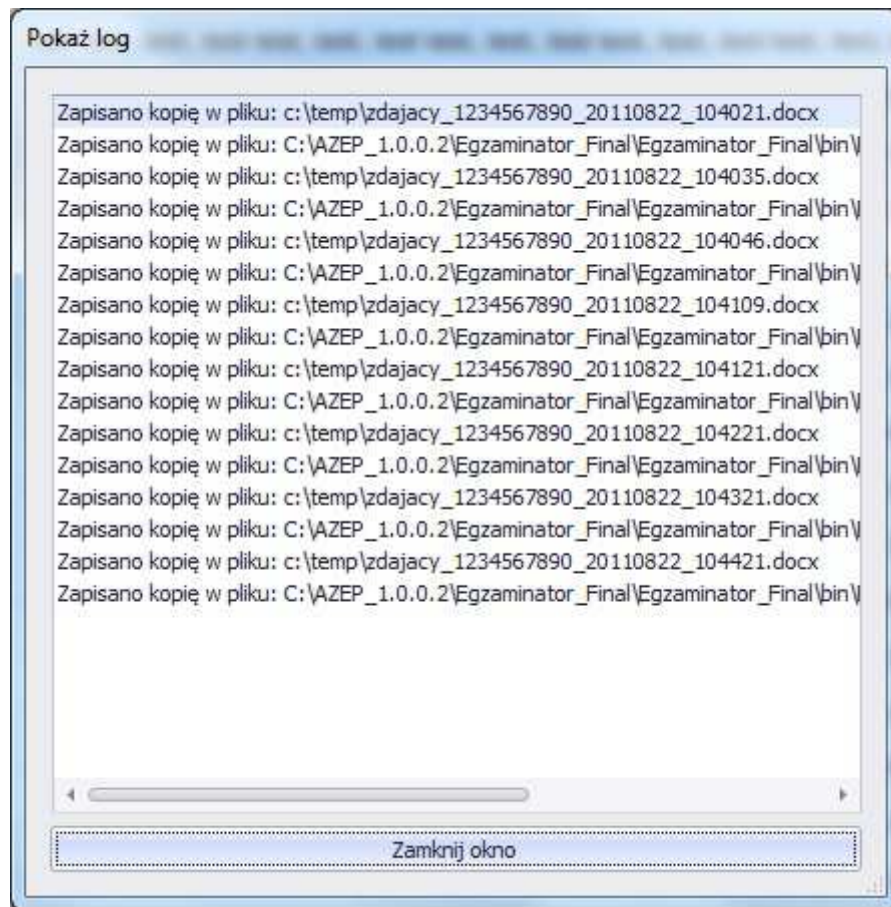 Pokaż log
Zapisano kopię w pliku: c:\temp\zdajacy_1234567890_20110822_104021.docx
Zapisano kopię w pliku: C:\AZEP_1.0.0.2\Egzaminator_Final\Egzaminator_Final\bin\
Zapisano kopię w pliku: c:\temp\zdajacy_1234567890_20110822_104035.docx
Zapisano kopię w pliku: C:\AZEP_1.0.0.2\Egzaminator_Final\Egzaminator_Final\bin\
Zapisano kopię w pliku: c:\temp\zdajacy_1234567890_20110822_104046.docx
Zapisano kopię w pliku: C:\AZEP_1.0.0.2\Egzaminator_Final\Egzaminator_Final\bin\
Zapisano kopię w pliku: c:\temp\zdajacy_1234567890_20110822_104109.docx
Zapisano kopię w pliku: C:\AZEP_1.0.0.2\Egzaminator_Final\Egzaminator_Final\bin\
Zapisano kopię w pliku: c:\temp\zdajacy_1234567890_20110822_104121.docx
Zapisano kopię w pliku: C:\AZEP_1.0.0.2\Egzaminator_Final\Egzaminator_Final\bin\
Zapisano kopię w pliku: c:\temp\zdajacy_1234567890_20110822_104221.docx
Zapisano kopię w pliku: C:\AZEP_1.0.0.2\Egzaminator_Final\Egzaminator_Final\bin\
Zapisano kopię w pliku: c:\temp\zdajacy_1234567890_20110822_104321.docx
Zapisano kopię w pliku: C:\AZEP_1.0.0.2\Egzaminator_Final\Egzaminator_Final\bin\
Zapisano kopię w pliku: c:\temp\zdajacy_1234567890_20110822_104421.docx
Zapisano kopię w pliku: C:\AZEP_1.0.0.2\Egzaminator_Final\Egzaminator_Final\bin\
Zamknij okno